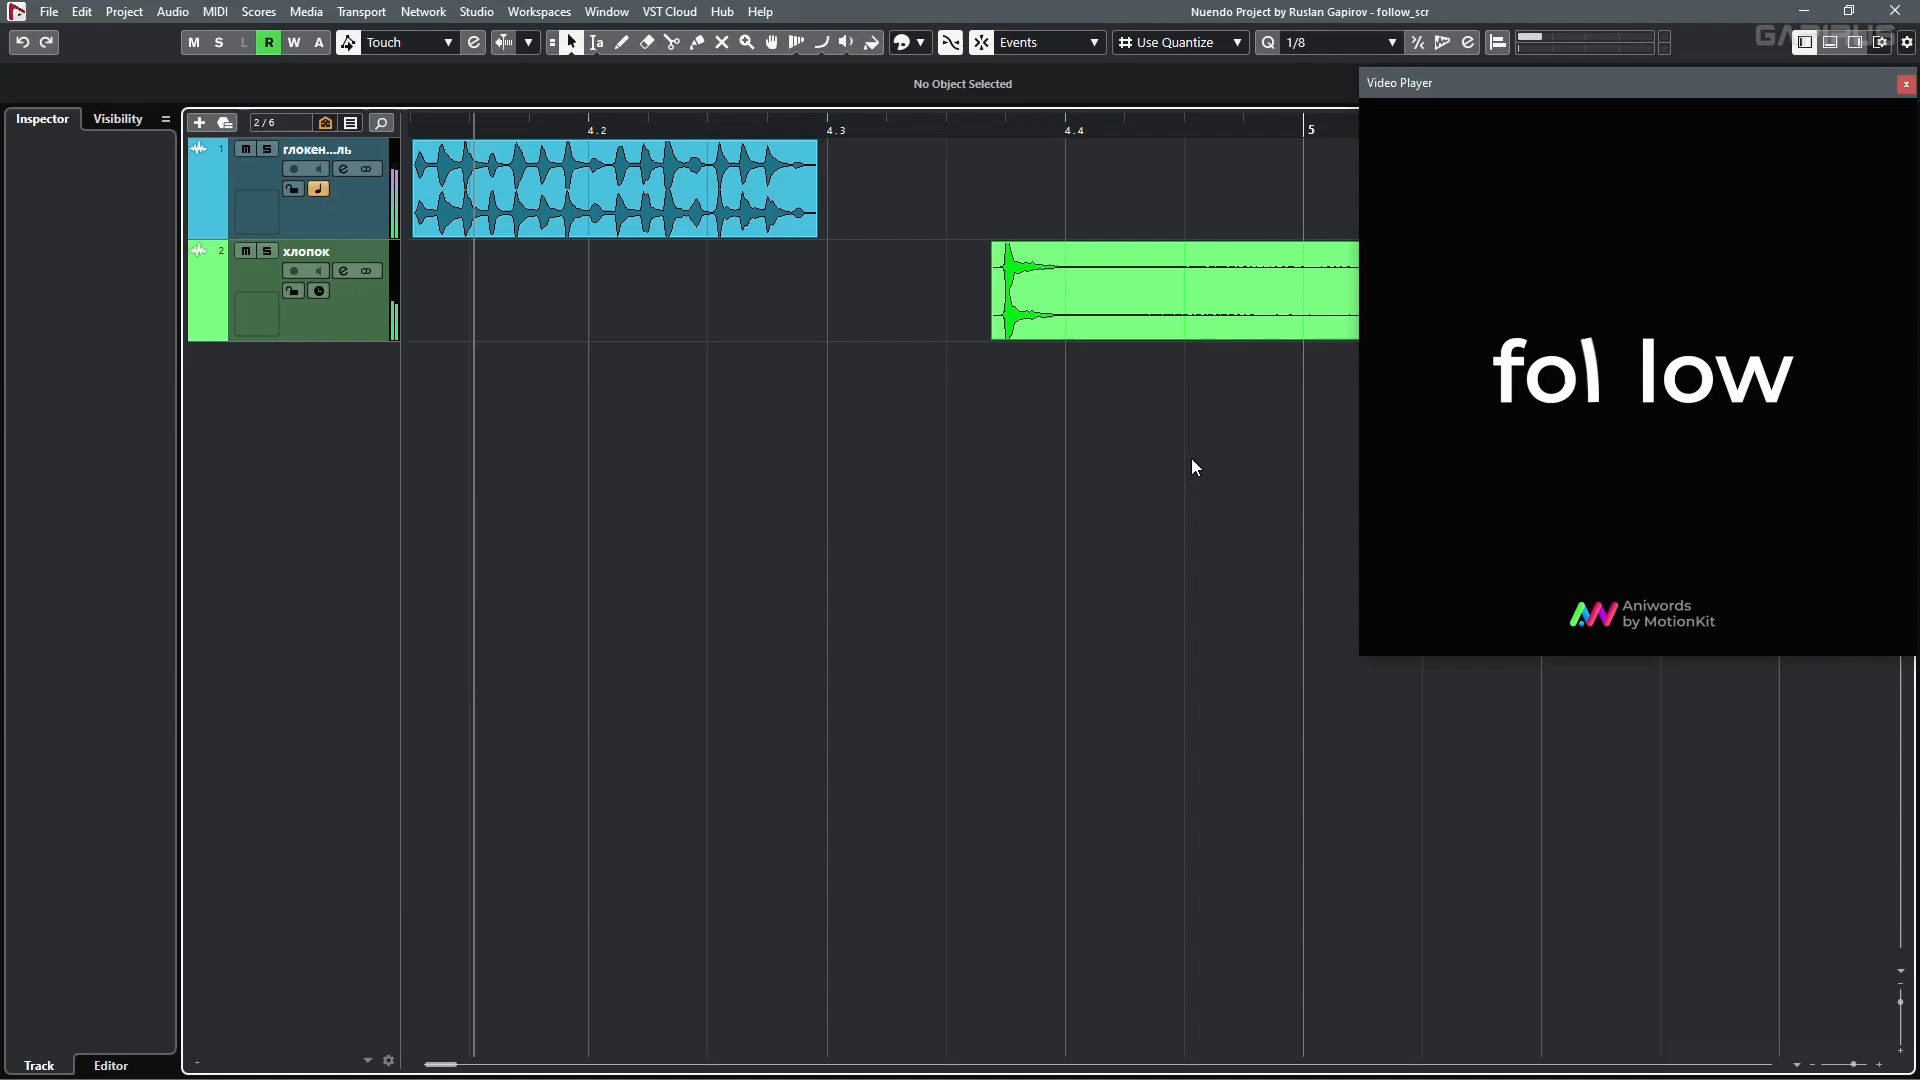 File Edit Project Audio MIDI Scores Media Transport Network Studio Workspaces Window VST Cloud Hub Help
Nuendo Project by Ruslan Gapirov - follow_scr
M S L R W A Touch
Events
Use Quantize
1/8
GAPIRUS
No Object Selected
Video Player
Inspector Visibility
2 / 6
4.2 4.3 4.4 5
1 m S глокен...ль
2 m S хлопок
fol low
Aniwords
by MotionKit
Track Editor